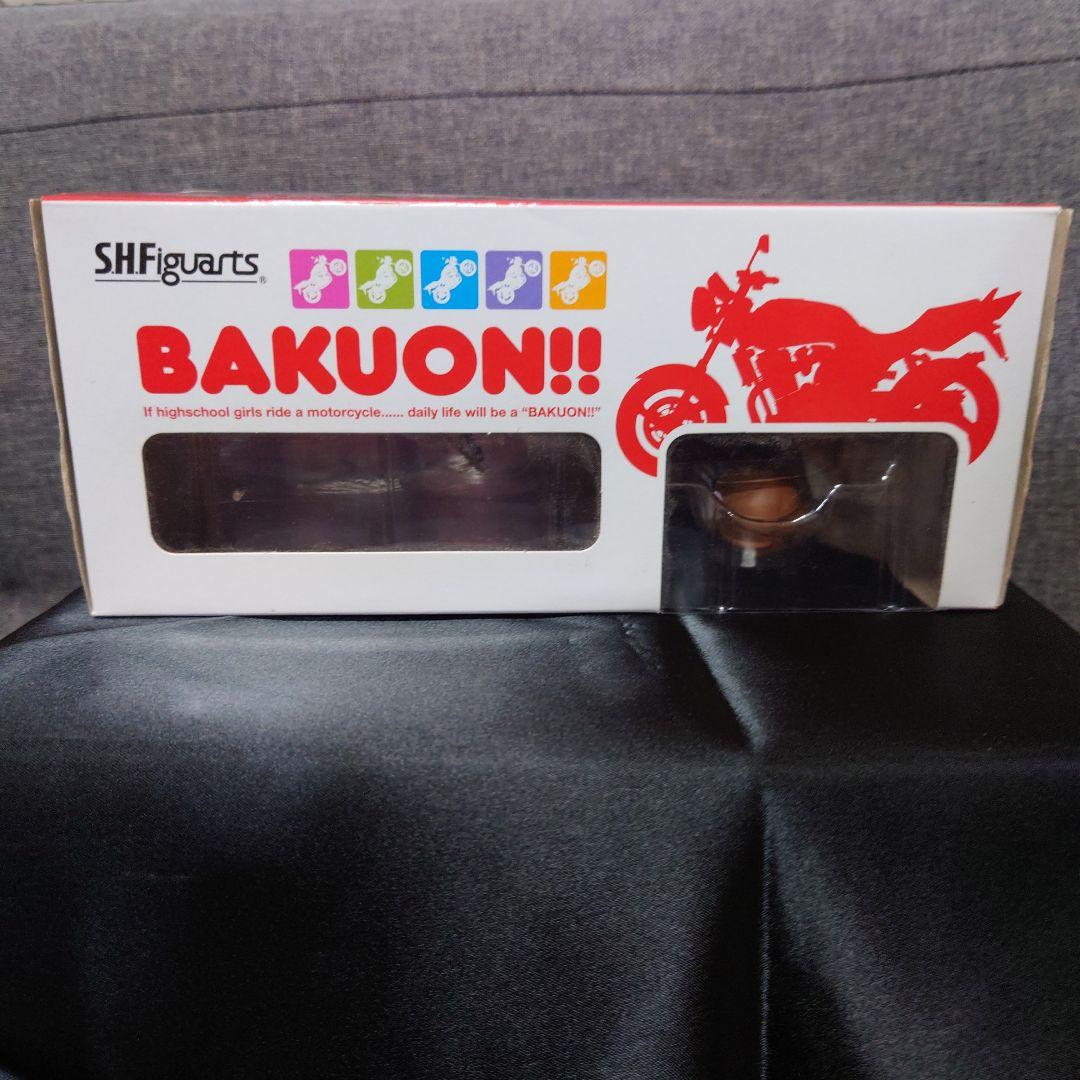 S.H.Figuarts®
BAKUON!!
If highschool girls ride a motorcycle...... daily life will be a “BAKUON!!”